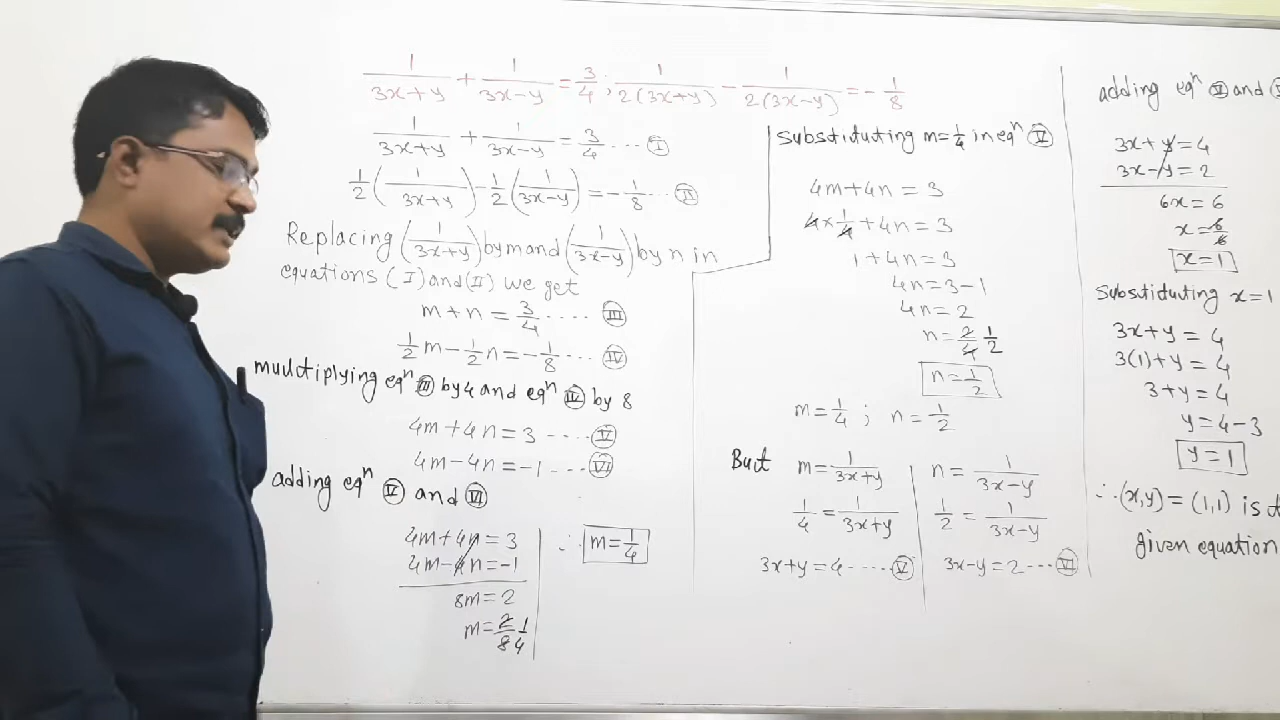 1/(3x+y) + 1/(3x-y) = 3/4 ; 1/2(3x+y) - 1/2(3x-y) = -1/8
1/(3x+y) + 1/(3x-y) = 3/4 ... (I)
1/2 (1/(3x+y)) - 1/2 (1/(3x-y)) = -1/8 ... (II)
Replacing (1/(3x+y)) by m and (1/(3x-y)) by n in
equations (I) and (II) we get
m + n = 3/4 .... (III)
1/2 m - 1/2 n = -1/8 ... (IV)
muultiplying eqⁿ (III) by 4 and eqⁿ (IV) by 8
4m + 4n = 3 .... (V)
4m - 4n = -1 .... (VI)
adding eqⁿ (V) and (VI)
4m + 4n = 3
4m - 4n = -1
8m = 2
m = 2/8 1/4
∴ m = 1/4
substituting m = 1/4 in eqⁿ (V)
4m + 4n = 3
4 × 1/4 + 4n = 3
1 + 4n = 3
4n = 3 - 1
4n = 2
n = 2/4 1/2
n = 1/2
m = 1/4 ; n = 1/2
But m = 1/(3x+y) n = 1/(3x-y)
1/4 = 1/(3x+y) 1/2 = 1/(3x-y)
3x+y = 4 ..... (V) 3x-y = 2 ... (VI)
adding eqⁿ (V) and
3x + y = 4
3x - y = 2
6x = 6
x = 6/6
x = 1
substituting x = 1
3x + y = 4
3(1) + y = 4
3 + y = 4
y = 4 - 3
y = 1
∴ (x,y) = (1,1) is
given equation